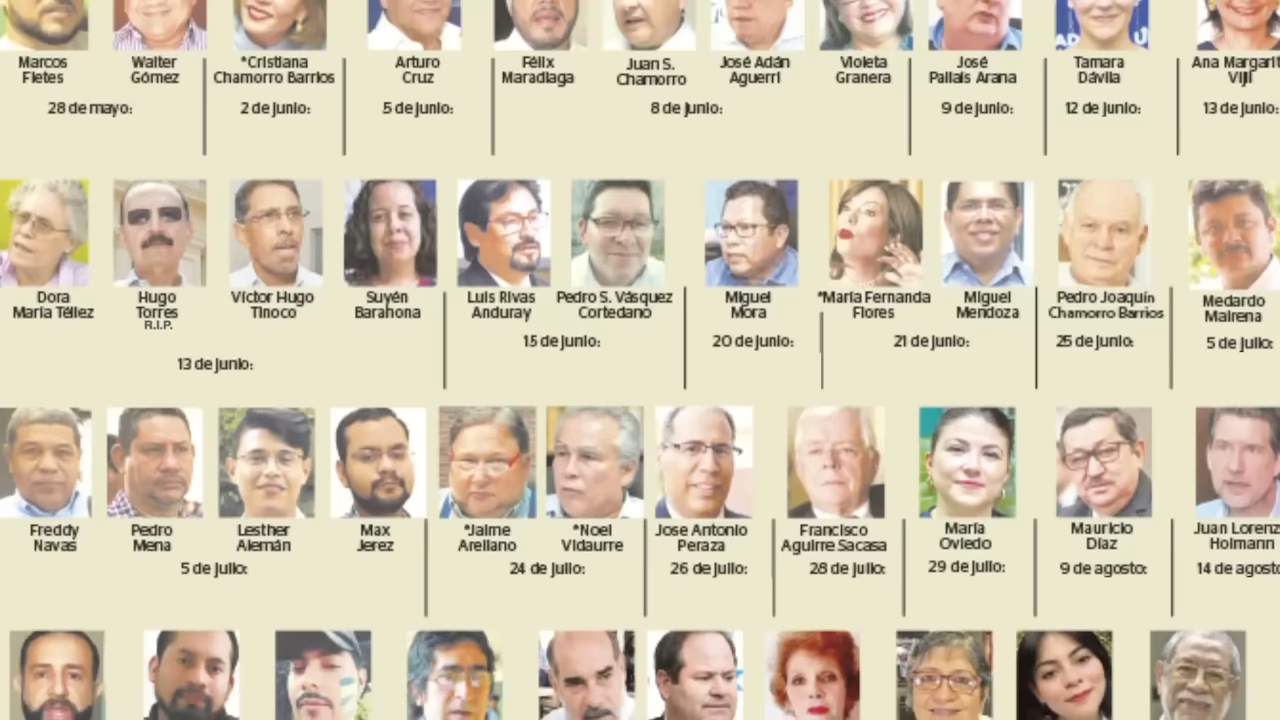 Marcos
Fletes
Walter
Gómez
*Cristiana
Chamorro Barrios
Arturo
Cruz
Félix
Maradiaga
Juan S.
Chamorro
José Adán
Aguerri
Violeta
Granera
José
Pallais Arana
Tamara
Dávila
Ana Margarit
Vijil
28 de mayo:
2 de junio:
5 de junio:
8 de junio:
9 de junio:
12 de junio:
13 de junio:
Dora
María Téllez
Hugo
Torres
R.I.P.
Víctor Hugo
Tinoco
Suyén
Barahona
Luis Rivas
Anduray
Pedro S. Vásquez
Cortedano
Miguel
Mora
*María Fernanda
Flores
Miguel
Mendoza
Pedro Joaquín
Chamorro Barrios
Medardo
Mairena
13 de junio:
15 de junio:
20 de junio:
21 de junio:
25 de junio:
5 de julio:
Freddy
Navas
Pedro
Mena
Lesther
Alemán
Max
Jerez
*Jaime
Arellano
*Noel
Vidaurre
Jose Antonio
Peraza
Francisco
Aguirre Sacasa
María
Oviedo
Mauricio
Díaz
Juan Lorenz
Holmann
5 de julio:
24 de julio:
26 de julio:
28 de julio:
29 de julio:
9 de agosto:
14 de agosto